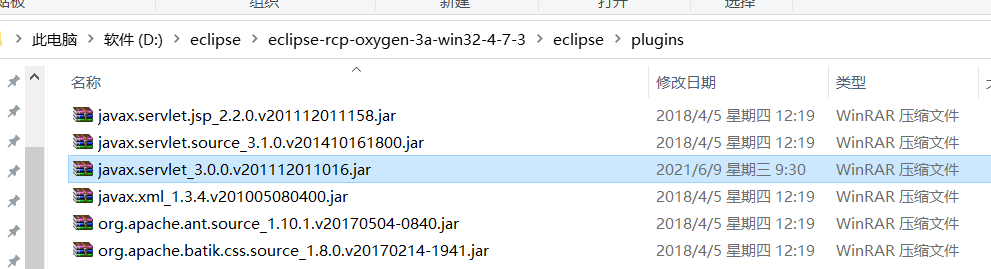 贴板 组织 新建 打开 选择
此电脑 软件 (D:) eclipse eclipse-rcp-oxygen-3a-win32-4-7-3 eclipse plugins
名称 修改日期 类型
javax.servlet.jsp_2.2.0.v201112011158.jar 2018/4/5 星期四 12:19 WinRAR 压缩文件
javax.servlet.source_3.1.0.v201410161800.jar 2018/4/5 星期四 12:19 WinRAR 压缩文件
javax.servlet_3.0.0.v201112011016.jar 2021/6/9 星期三 9:30 WinRAR 压缩文件
javax.xml_1.3.4.v201005080400.jar 2018/4/5 星期四 12:19 WinRAR 压缩文件
org.apache.ant.source_1.10.1.v20170504-0840.jar 2018/4/5 星期四 12:19 WinRAR 压缩文件
org.apache.batik.css.source_1.8.0.v20170214-1941.jar 2018/4/5 星期四 12:19 WinRAR 压缩文件